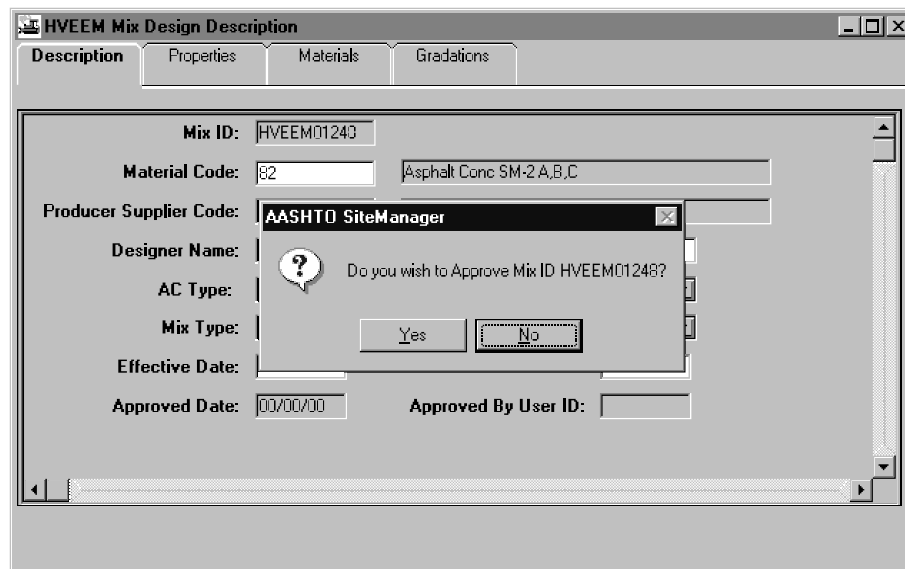 HVEEM Mix Design Description
Description Properties Materials Gradations
Mix ID: HVEEM01240
Material Code: 82 Asphalt Conc SM-2 A,B,C
Producer Supplier Code:
AASHTO SiteManager
Designer Name:
Do you wish to Approve Mix ID HVEEM01248?
AC Type:
Mix Type:
Yes No
Effective Date:
Approved Date: 00/00/00 Approved By User ID: